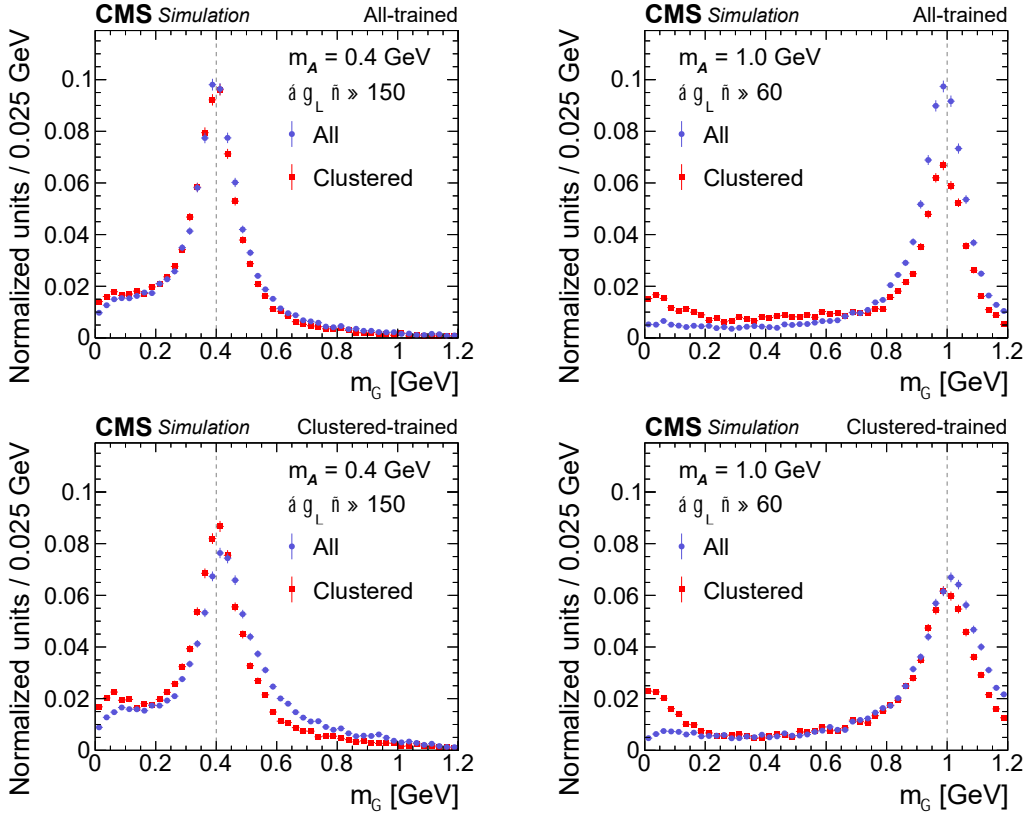 CMS Simulation All-trained
Normalized units / 0.025 GeV
m_A = 0.4 GeV
á g_L ñ » 150
All
Clustered
0.1
0.08
0.06
0.04
0.02
0
0 0.2 0.4 0.6 0.8 1 1.2
m_G [GeV]
CMS Simulation All-trained
Normalized units / 0.025 GeV
m_A = 1.0 GeV
á g_L ñ » 60
All
Clustered
0.1
0.08
0.06
0.04
0.02
0
0 0.2 0.4 0.6 0.8 1 1.2
m_G [GeV]
CMS Simulation Clustered-trained
Normalized units / 0.025 GeV
m_A = 0.4 GeV
á g_L ñ » 150
All
Clustered
0.1
0.08
0.06
0.04
0.02
0
0 0.2 0.4 0.6 0.8 1 1.2
m_G [GeV]
CMS Simulation Clustered-trained
Normalized units / 0.025 GeV
m_A = 1.0 GeV
á g_L ñ » 60
All
Clustered
0.1
0.08
0.06
0.04
0.02
0
0 0.2 0.4 0.6 0.8 1 1.2
m_G [GeV]